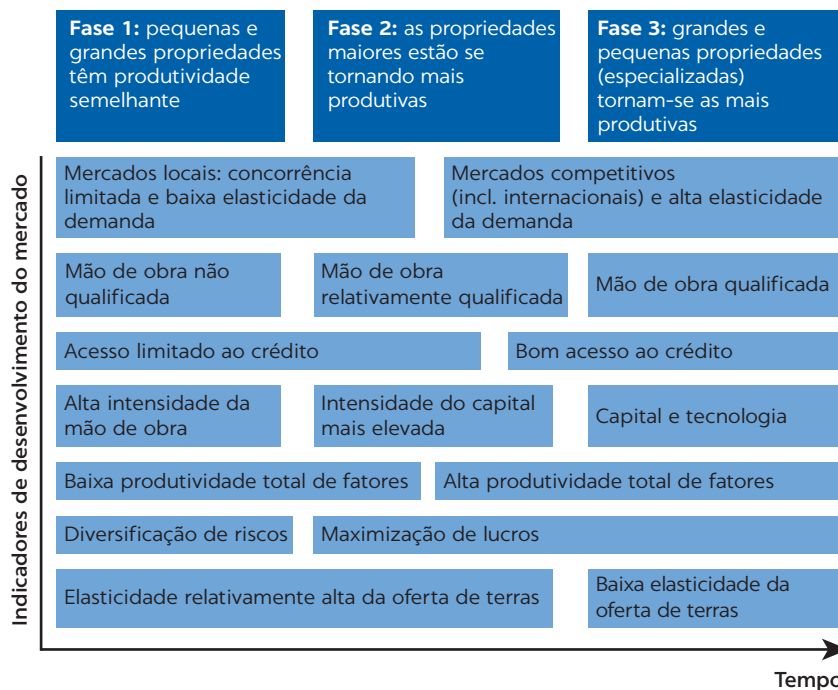 Fase 1: pequenas e
grandes propriedades
têm produtividade
semelhante
Fase 2: as propriedades
maiores estão se
tornando mais
produtivas
Fase 3: grandes e
pequenas propriedades
(especializadas)
tornam-se as mais
produtivas
Indicadores de desenvolvimento do mercado
Mercados locais: concorrência
limitada e baixa elasticidade da
demanda
Mercados competitivos
(incl. internacionais) e alta elasticidade
da demanda
Mão de obra não
qualificada
Mão de obra
relativamente qualificada
Mão de obra qualificada
Acesso limitado ao crédito
Bom acesso ao crédito
Alta intensidade da
mão de obra
Intensidade do capital
mais elevada
Capital e tecnologia
Baixa produtividade total de fatores
Alta produtividade total de fatores
Diversificação de riscos
Maximização de lucros
Elasticidade relativamente alta da oferta de terras
Baixa elasticidade da
oferta de terras
Tempo